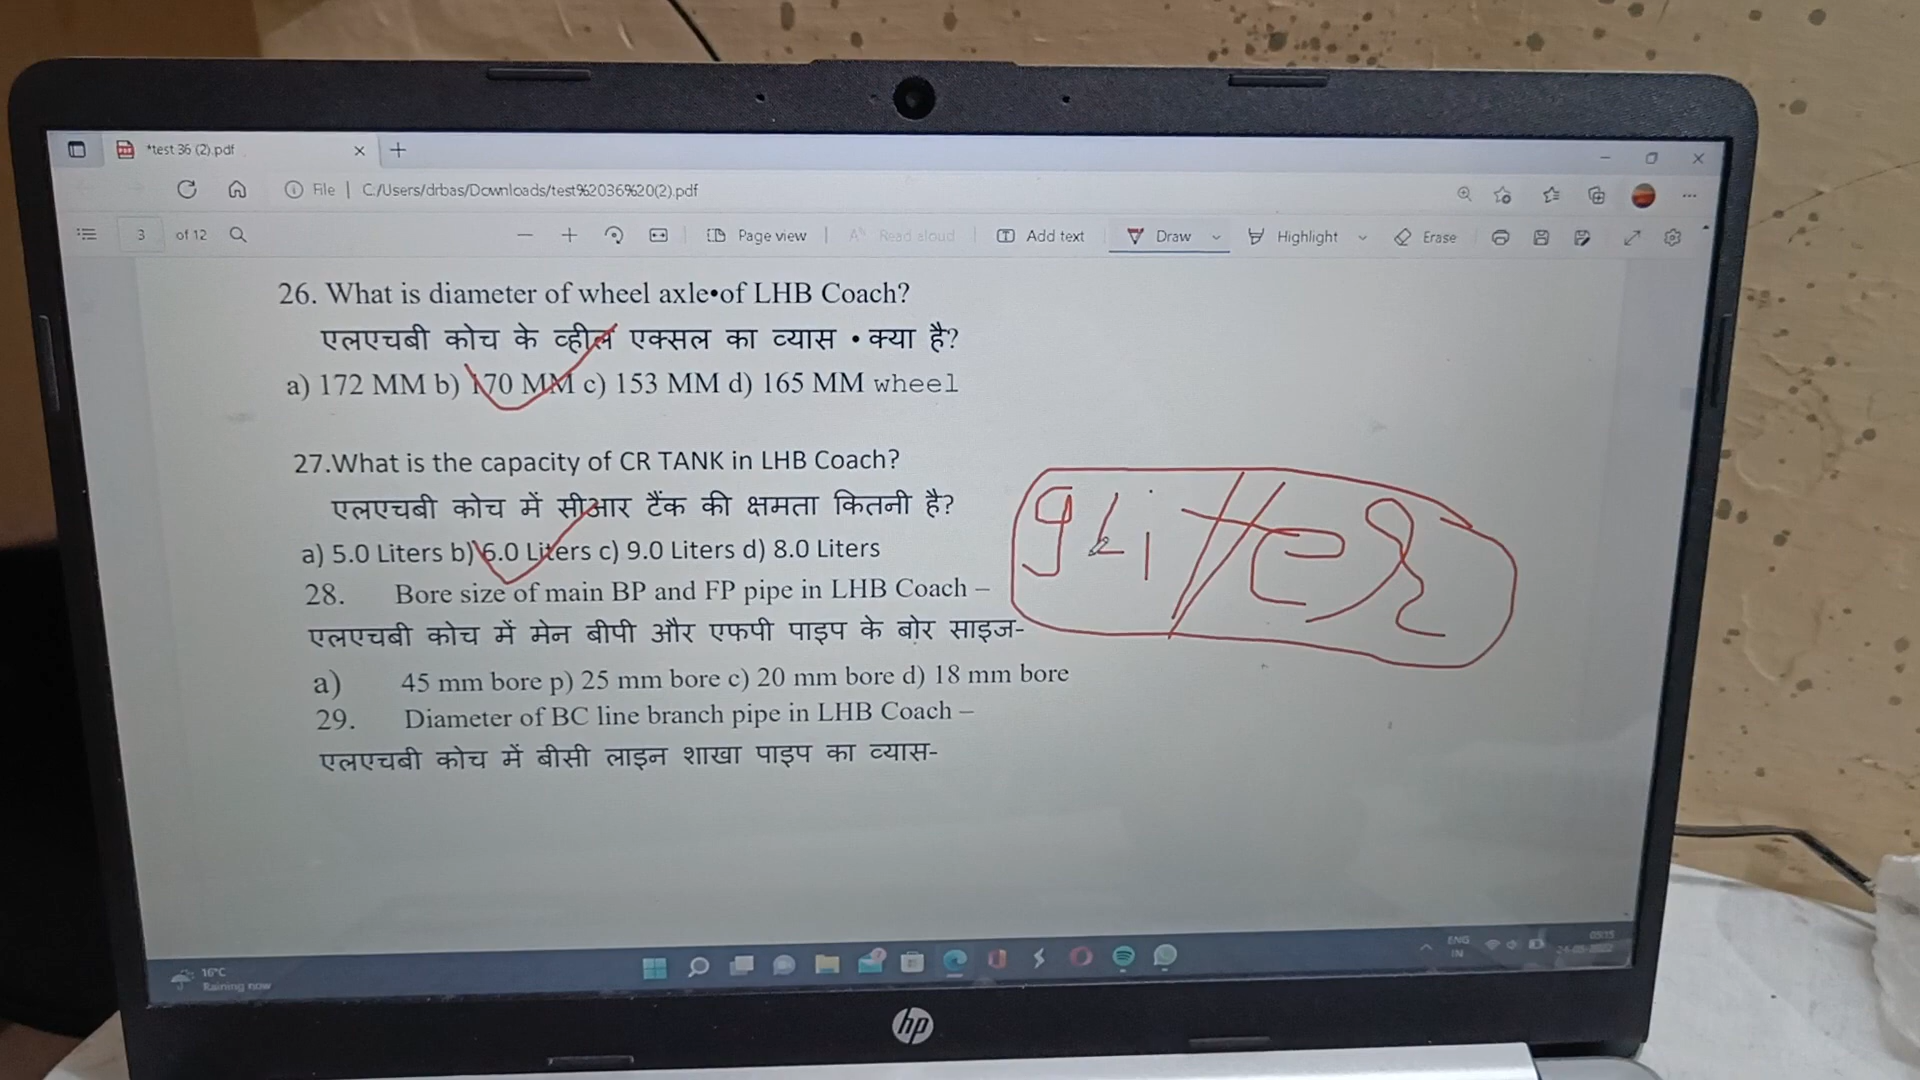 *test 36 (2).pdf
File | C:/Users/drbas/Downloads/test%2036%20(2).pdf
3 of 12 Page view Read aloud Add text Draw Highlight Erase
26. What is diameter of wheel axle•of LHB Coach?
एलएचबी कोच के व्हील एक्सल का व्यास • क्या है?
a) 172 MM b) 170 MM c) 153 MM d) 165 MM wheel
27.What is the capacity of CR TANK in LHB Coach?
एलएचबी कोच में सीआर टैंक की क्षमता कितनी है?
a) 5.0 Liters b) 6.0 Liters c) 9.0 Liters d) 8.0 Liters
9 Litter
28. Bore size of main BP and FP pipe in LHB Coach –
एलएचबी कोच में मेन बीपी और एफपी पाइप के बोर साइज-
a) 45 mm bore p) 25 mm bore c) 20 mm bore d) 18 mm bore
29. Diameter of BC line branch pipe in LHB Coach –
एलएचबी कोच में बीसी लाइन शाखा पाइप का व्यास-
16°C
Raining now
ENG
IN
hp